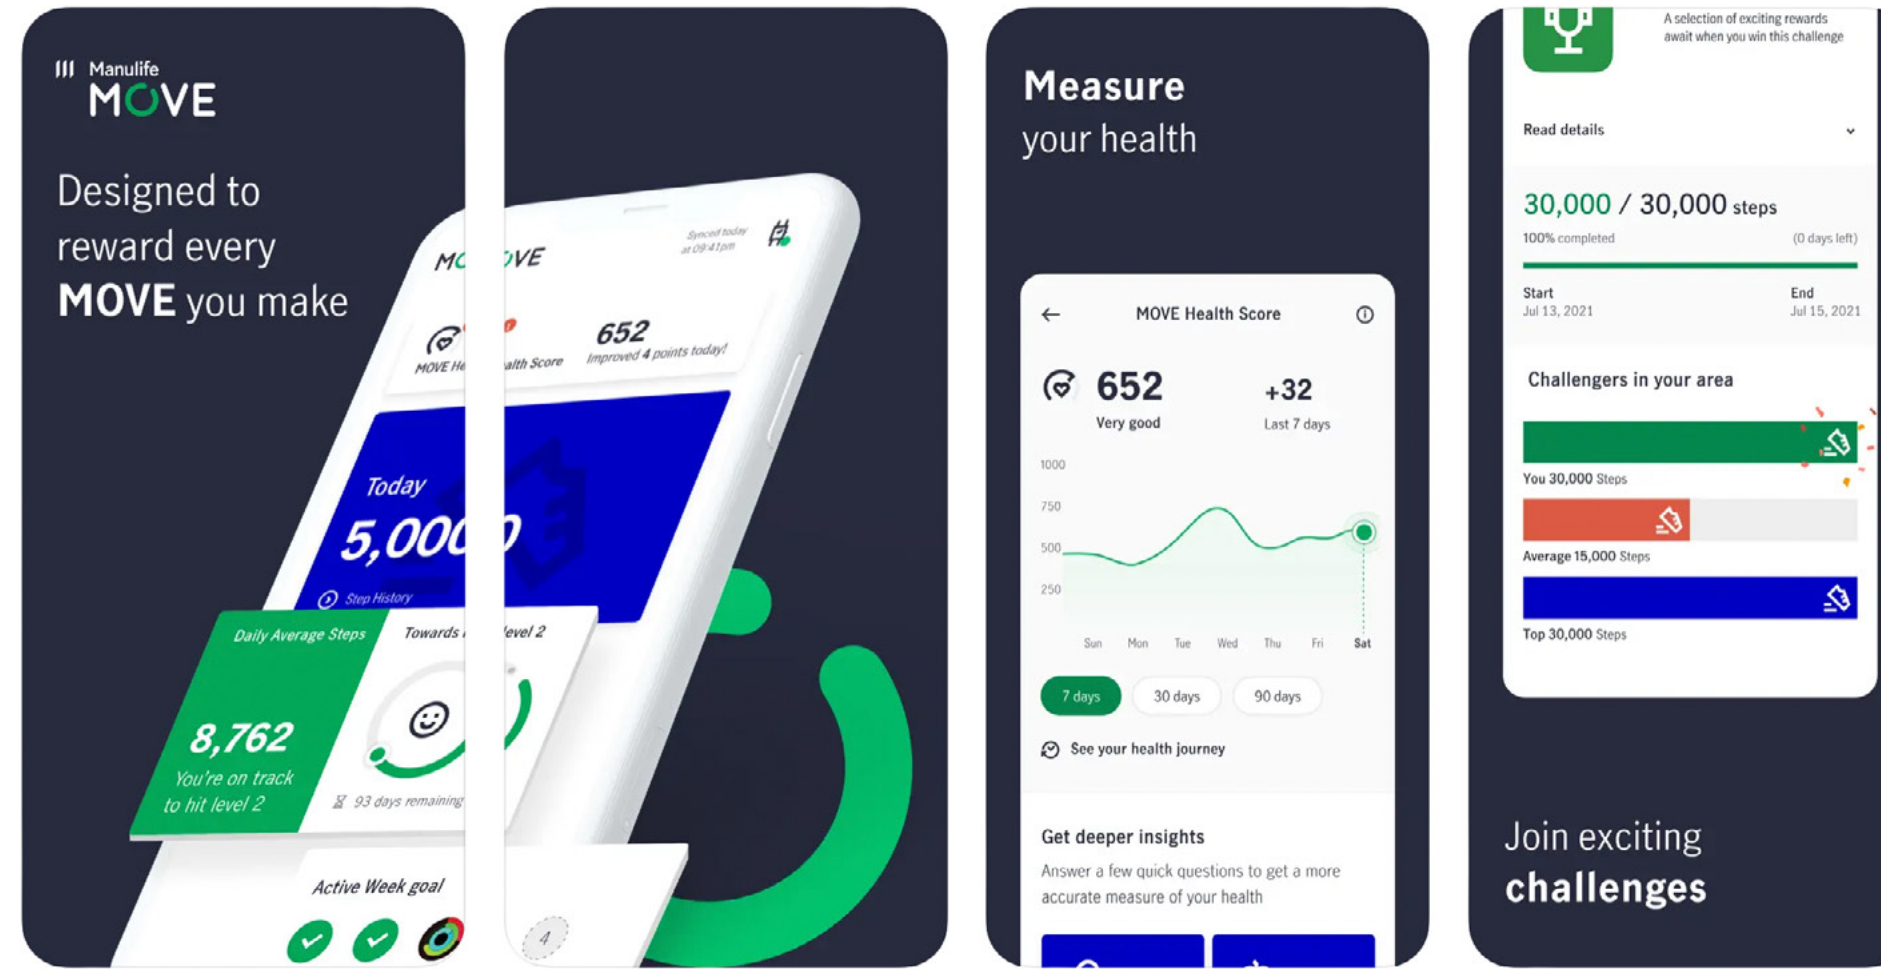 Manulife
MOVE
Designed to
reward every
MOVE you make
MOVE
Synced today
at 09:41pm
MOVE Health Score
652
Improved 4 points today!
Today
5,000
Step History
Daily Average Steps
8,762
You're on track
to hit level 2
Towards level 2
93 days remaining
Active Week goal
4
Measure
your health
MOVE Health Score
652
Very good
+32
Last 7 days
1000
750
500
250
Sun Mon Tue Wed Thu Fri Sat
7 days 30 days 90 days
See your health journey
Get deeper insights
Answer a few quick questions to get a more
accurate measure of your health
A selection of exciting rewards
await when you win this challenge
Read details
30,000 / 30,000 steps
100% completed (0 days left)
Start End
Jul 13, 2021 Jul 15, 2021
Challengers in your area
You 30,000 Steps
Average 15,000 Steps
Top 30,000 Steps
Join exciting
challenges